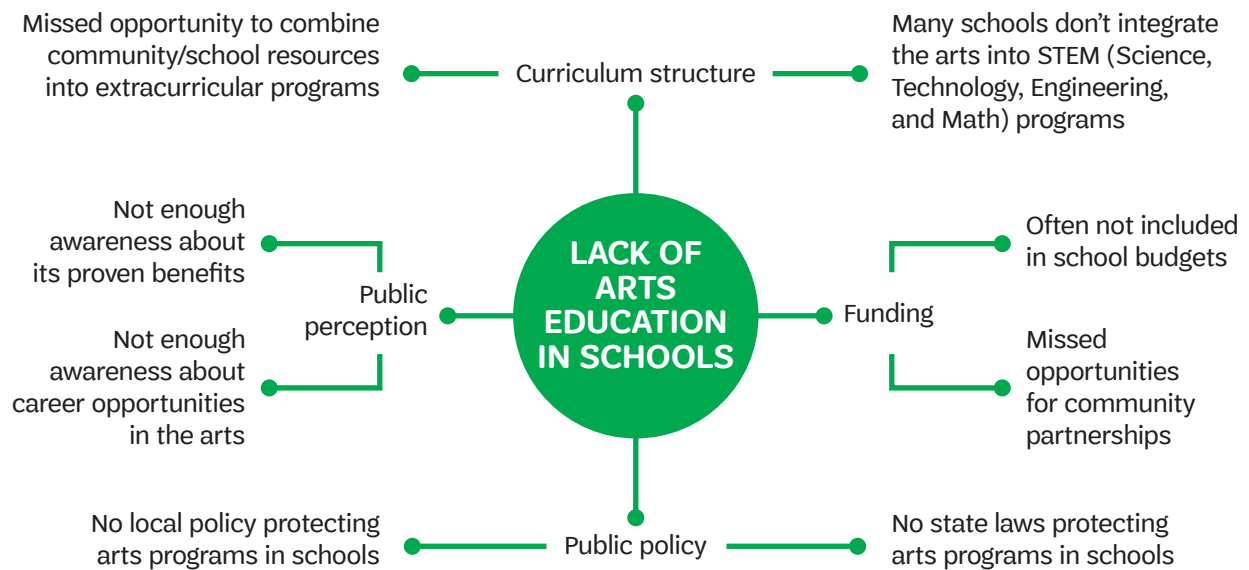 Missed opportunity to combine
community/school resources
into extracurricular programs
Curriculum structure
Many schools don’t integrate
the arts into STEM (Science,
Technology, Engineering,
and Math) programs
Not enough
awareness about
its proven benefits
Public
perception
Not enough
awareness about
career opportunities
in the arts
LACK OF
ARTS
EDUCATION
IN SCHOOLS
Funding
Often not included
in school budgets
Missed
opportunities
for community
partnerships
No local policy protecting
arts programs in schools
Public policy
No state laws protecting
arts programs in schools